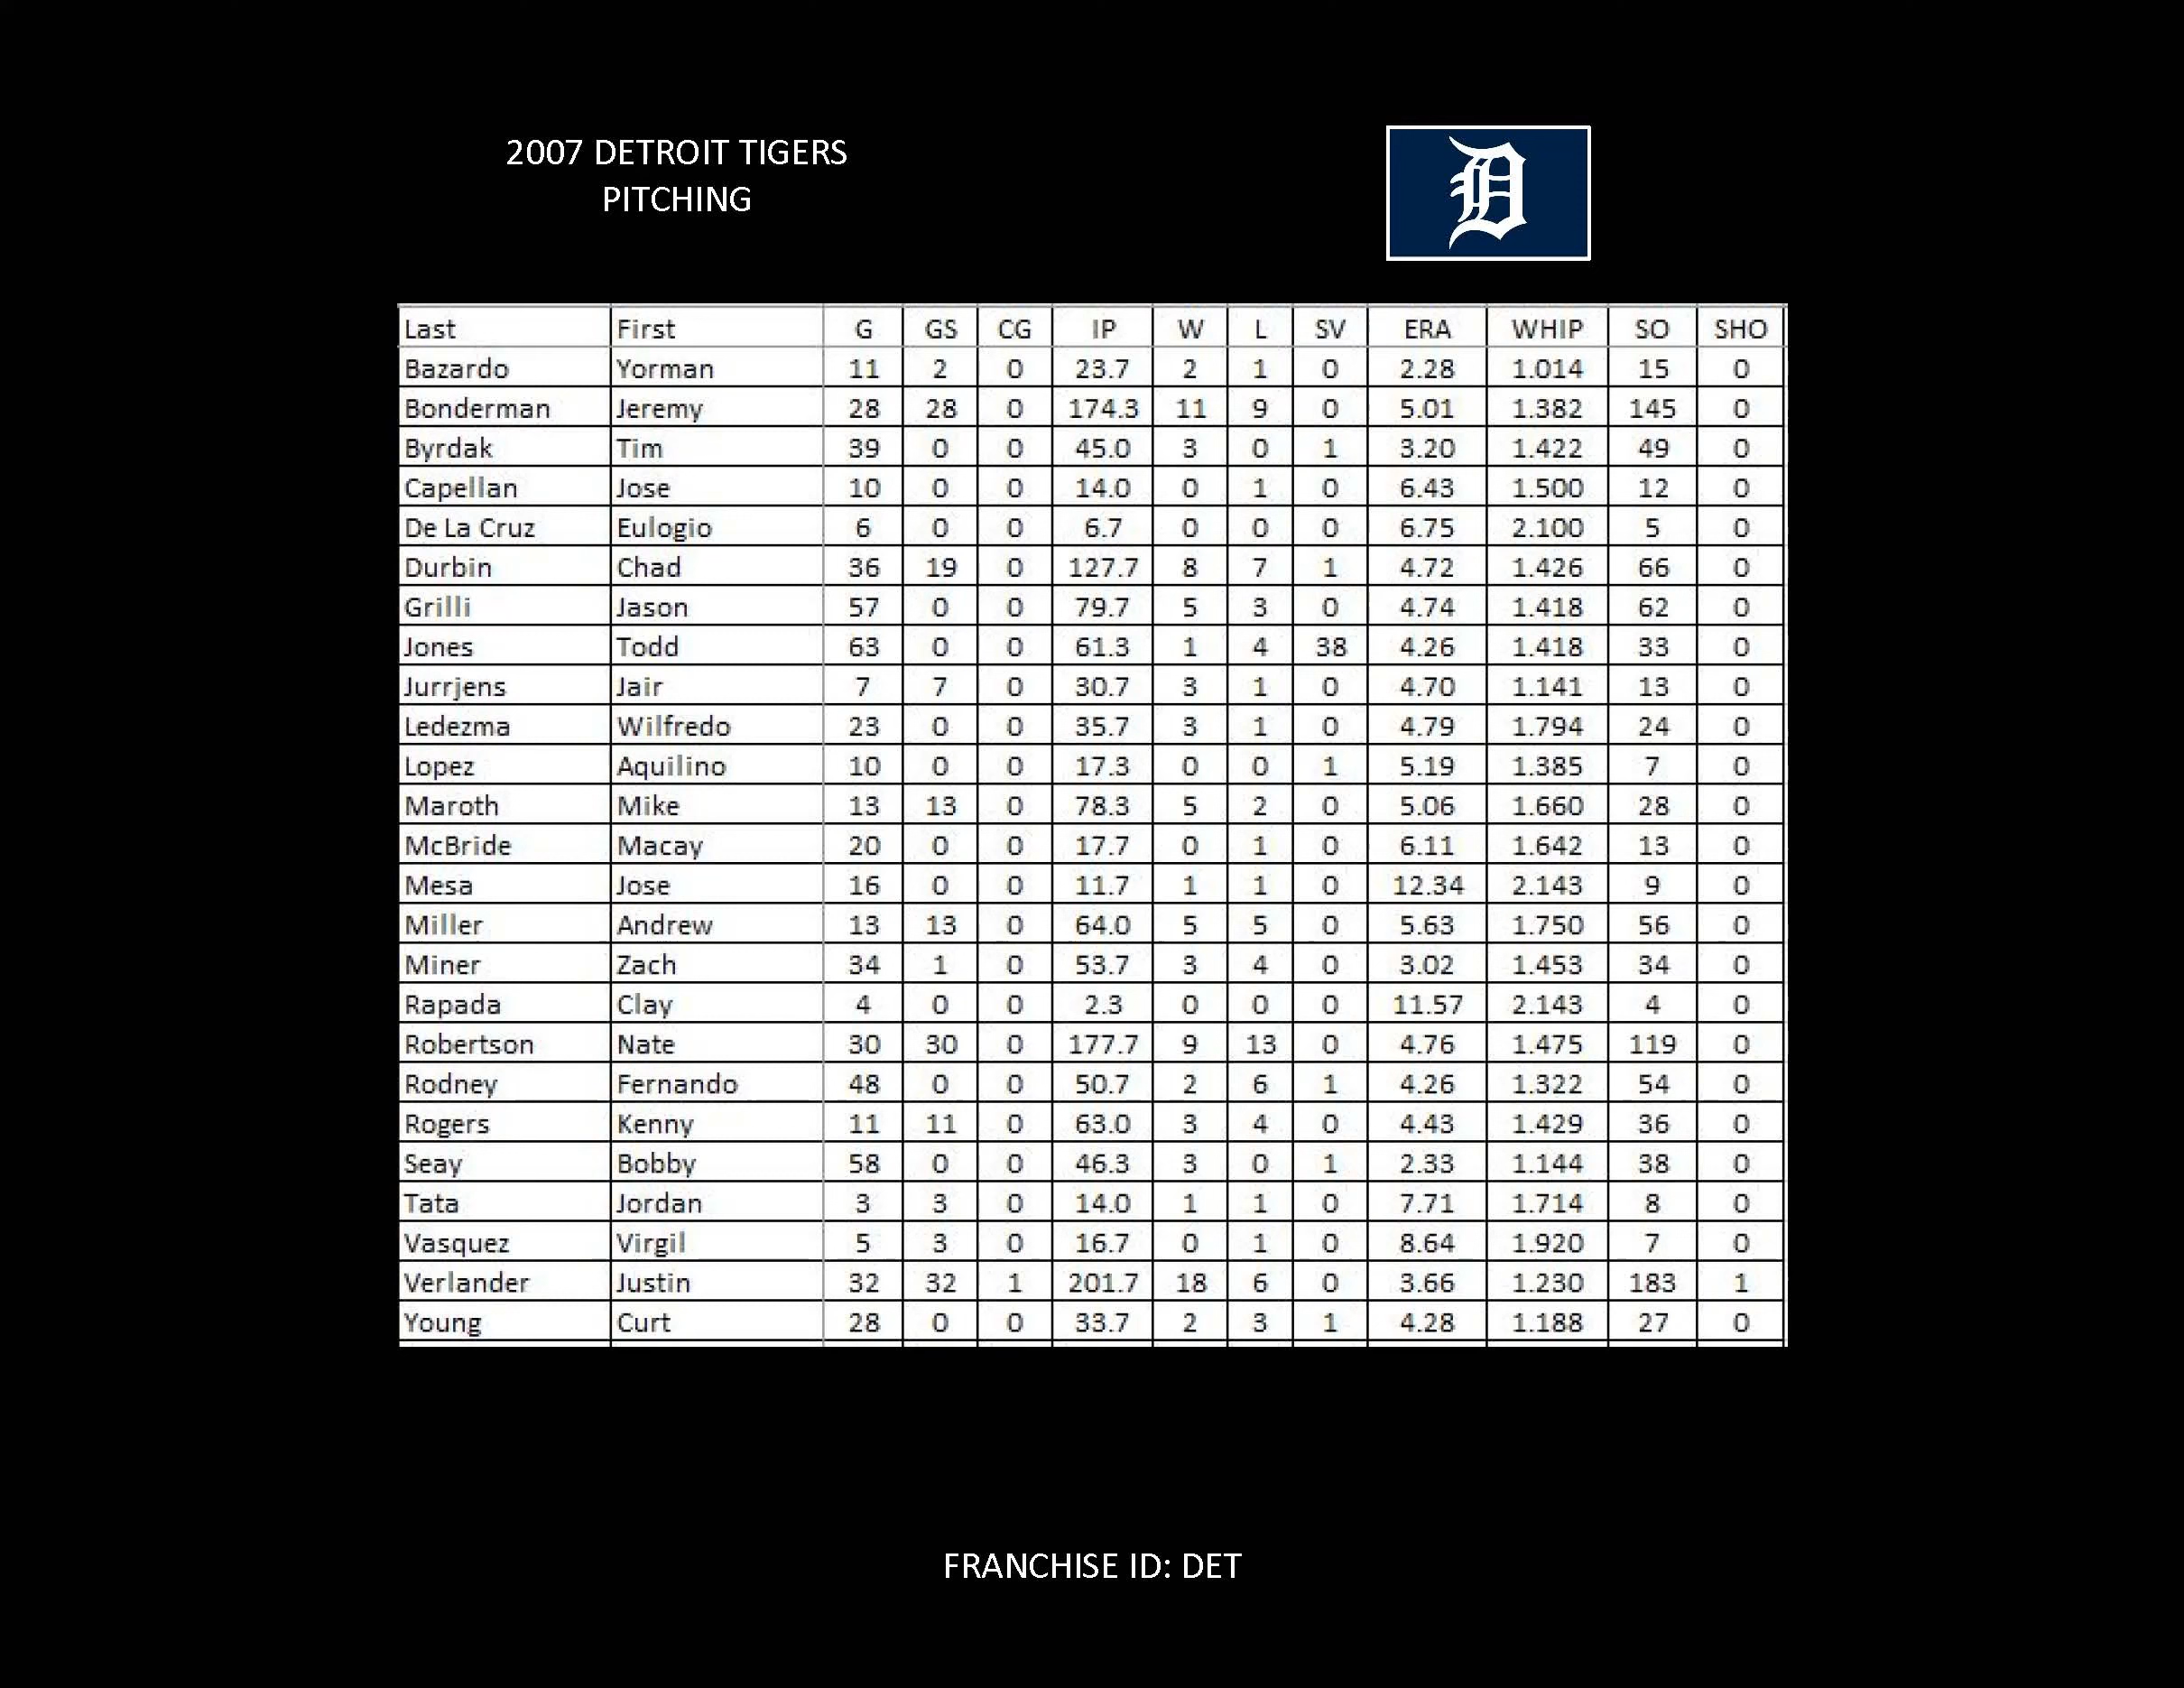 2007 DETROIT TIGERS
PITCHING
D
Last First G GS CG IP W L SV ERA WHIP SO SHO
Bazardo Yorman 11 2 0 23.7 2 1 0 2.28 1.014 15 0
Bonderman Jeremy 28 28 0 174.3 11 9 0 5.01 1.382 145 0
Byrdak Tim 39 0 0 45.0 3 0 1 3.20 1.422 49 0
Capellan Jose 10 0 0 14.0 0 1 0 6.43 1.500 12 0
De La Cruz Eulogio 6 0 0 6.7 0 0 0 6.75 2.100 5 0
Durbin Chad 36 19 0 127.7 8 7 1 4.72 1.426 66 0
Grilli Jason 57 0 0 79.7 5 3 0 4.74 1.418 62 0
Jones Todd 63 0 0 61.3 1 4 38 4.26 1.418 33 0
Jurrjens Jair 7 7 0 30.7 3 1 0 4.70 1.141 13 0
Ledezma Wilfredo 23 0 0 35.7 3 1 0 4.79 1.794 24 0
Lopez Aquilino 10 0 0 17.3 0 0 1 5.19 1.385 7 0
Maroth Mike 13 13 0 78.3 5 2 0 5.06 1.660 28 0
McBride Macay 20 0 0 17.7 0 1 0 6.11 1.642 13 0
Mesa Jose 16 0 0 11.7 1 1 0 12.34 2.143 9 0
Miller Andrew 13 13 0 64.0 5 5 0 5.63 1.750 56 0
Miner Zach 34 1 0 53.7 3 4 0 3.02 1.453 34 0
Rapada Clay 4 0 0 2.3 0 0 0 11.57 2.143 4 0
Robertson Nate 30 30 0 177.7 9 13 0 4.76 1.475 119 0
Rodney Fernando 48 0 0 50.7 2 6 1 4.26 1.322 54 0
Rogers Kenny 11 11 0 63.0 3 4 0 4.43 1.429 36 0
Seay Bobby 58 0 0 46.3 3 0 1 2.33 1.144 38 0
Tata Jordan 3 3 0 14.0 1 1 0 7.71 1.714 8 0
Vasquez Virgil 5 3 0 16.7 0 1 0 8.64 1.920 7 0
Verlander Justin 32 32 1 201.7 18 6 0 3.66 1.230 183 1
Young Curt 28 0 0 33.7 2 3 1 4.28 1.188 27 0
FRANCHISE ID: DET